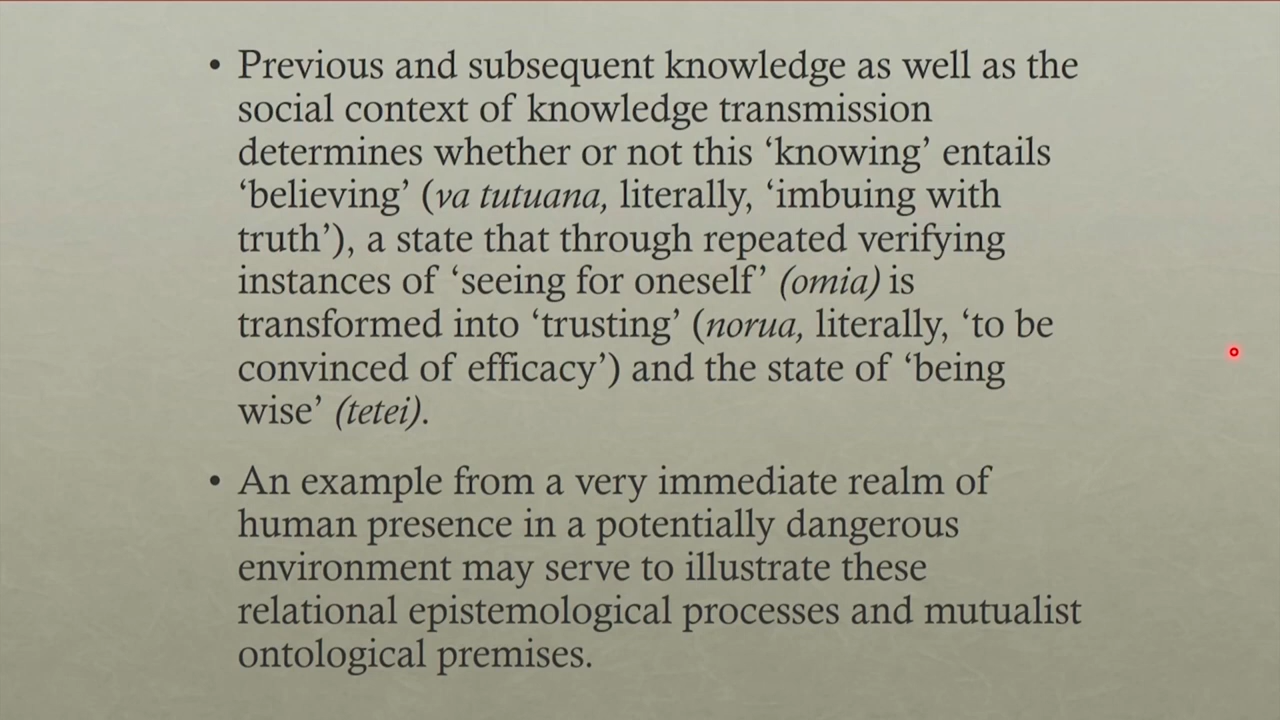 • Previous and subsequent knowledge as well as the
social context of knowledge transmission
determines whether or not this ‘knowing’ entails
‘believing’ (va tutuana, literally, ‘imbuing with
truth’), a state that through repeated verifying
instances of ‘seeing for oneself’ (omia) is
transformed into ‘trusting’ (norua, literally, ‘to be
convinced of efficacy’) and the state of ‘being
wise’ (tetei).
• An example from a very immediate realm of
human presence in a potentially dangerous
environment may serve to illustrate these
relational epistemological processes and mutualist
ontological premises.